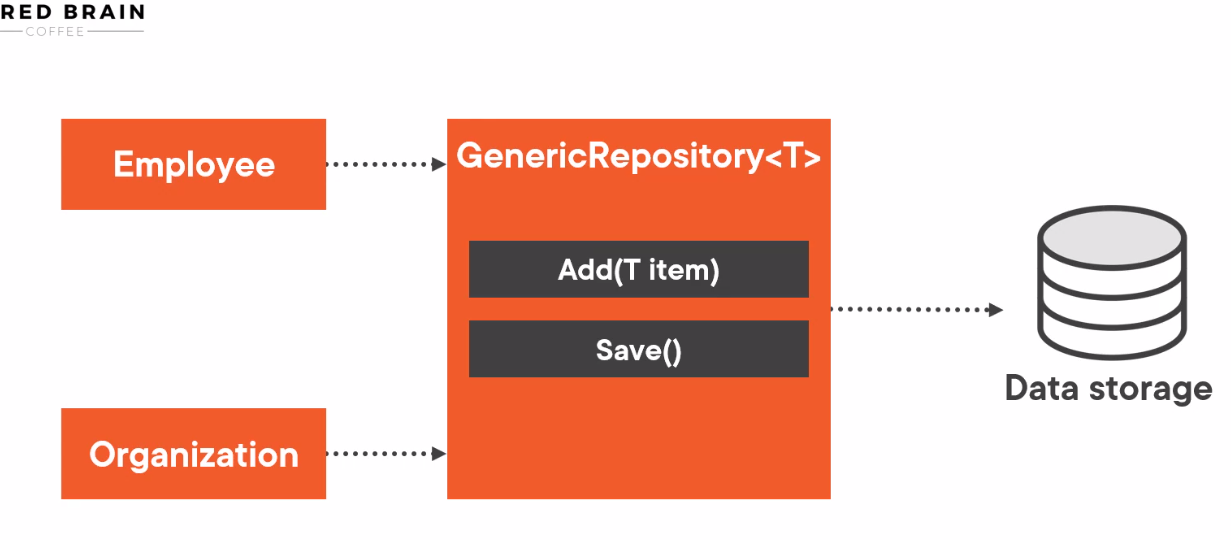 RED BRAIN
COFFEE
Employee
GenericRepository<T>
Add(T item)
Save()
Organization
Data storage